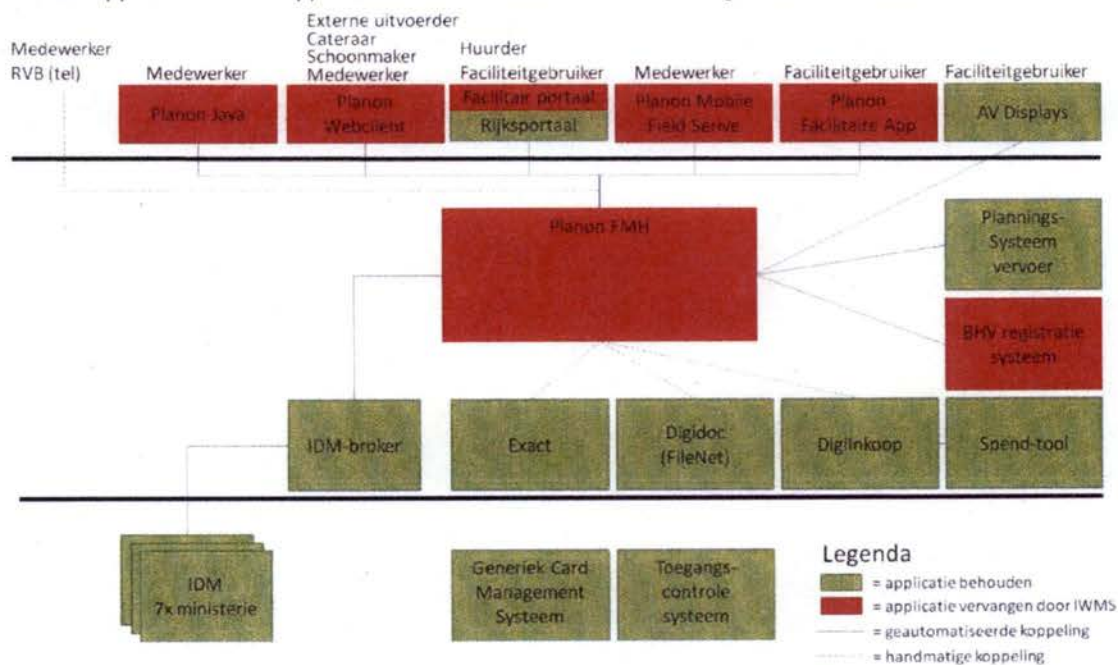 Externe uitvoerder
Cateraar
Schoonmaker
Medewerker
Medewerker
RVB (tel)
Medewerker
Huurder
Faciliteitgebruiker
Medewerker
Faciliteitgebruiker
Faciliteitgebruiker
Planon Java
Planon
Webclient
Facilitair portaal
Rijksportaal
Planon Mobile
Field Serive
Planon
Facilitaire App
AV Displays
Planon FMH
Plannings-
Systeem
vervoer
BHV registratie
systeem
IDM-broker
Exact
Digidoc
(FileNet)
DigiInkoop
Spend-tool
IDM
7x ministerie
Generiek Card
Management
Systeem
Toegangs-
controle
systeem
Legenda
= applicatie behouden
= applicatie vervangen door IWMS
= geautomatiseerde koppeling
= handmatige koppeling